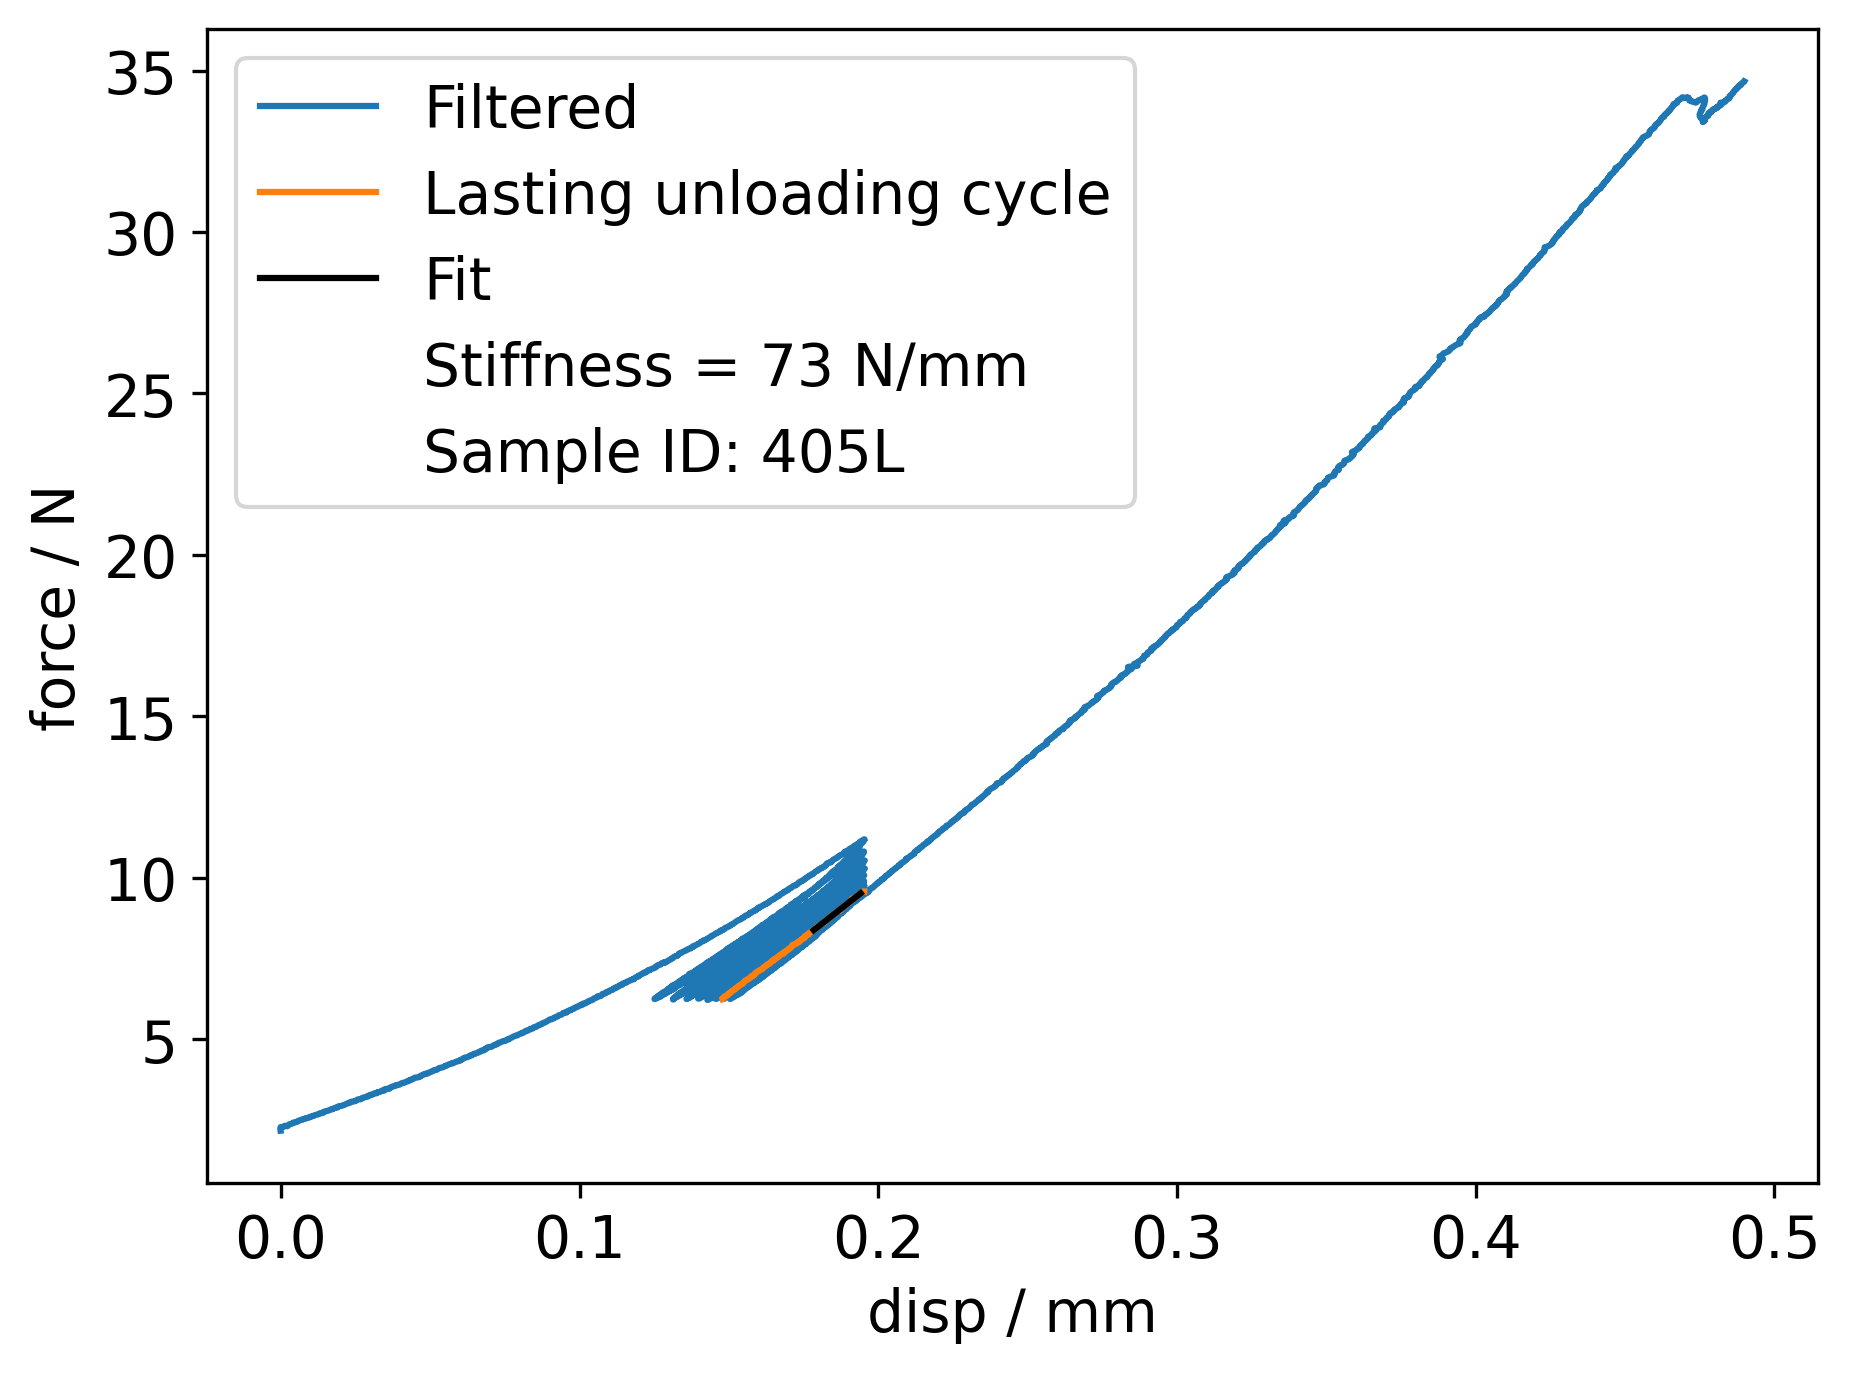 35
30
25
20
15
10
5
force / N
Filtered
Lasting unloading cycle
Fit
Stiffness = 73 N/mm
Sample ID: 405L
0.0 0.1 0.2 0.3 0.4 0.5
disp / mm